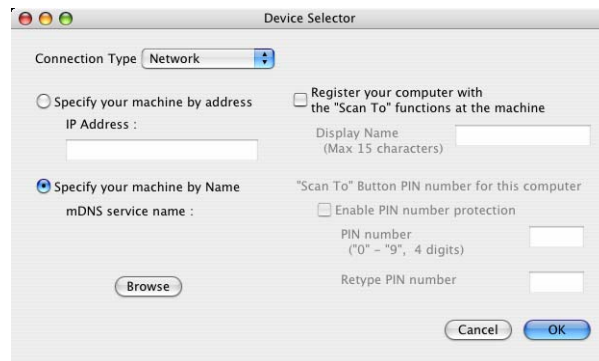 Device Selector
Connection Type Network
Specify your machine by address
IP Address :
Specify your machine by Name
mDNS service name :
Browse
Register your computer with
the "Scan To" functions at the machine
Display Name
(Max 15 characters)
"Scan To" Button PIN number for this computer
Enable PIN number protection
PIN number
("0" – "9", 4 digits)
Retype PIN number
Cancel OK